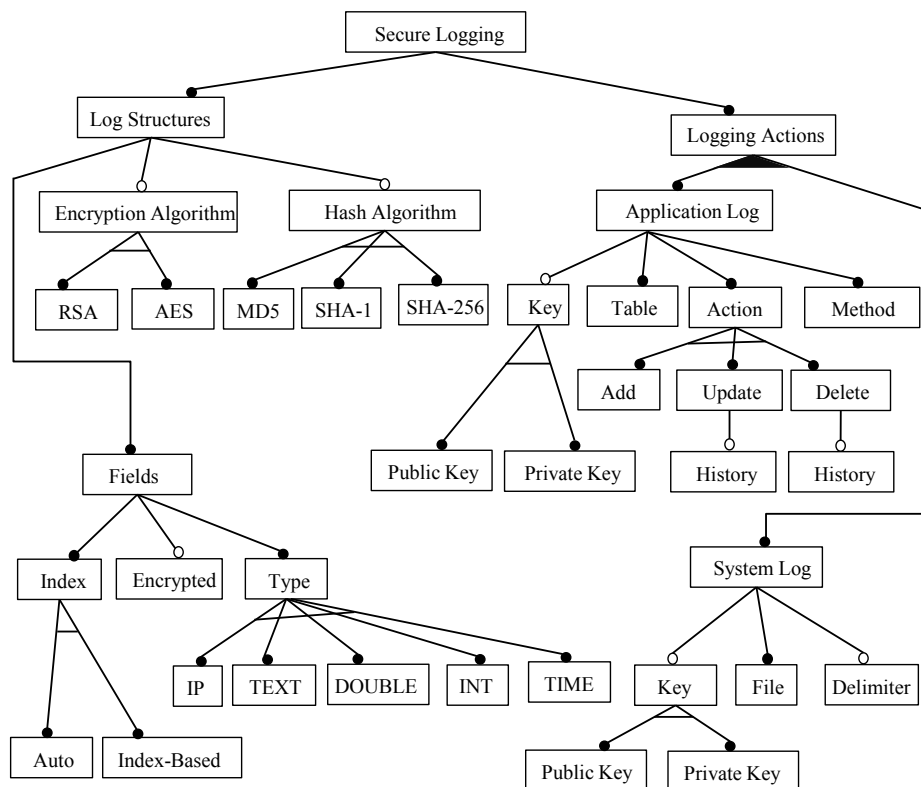 Secure Logging
Log Structures
Logging Actions
Encryption Algorithm
Hash Algorithm
Application Log
RSA
AES
MD5
SHA-1
SHA-256
Key
Table
Action
Method
Add
Update
Delete
Public Key
Private Key
History
History
Fields
System Log
Index
Encrypted
Type
IP
TEXT
DOUBLE
INT
TIME
Key
File
Delimiter
Auto
Index-Based
Public Key
Private Key